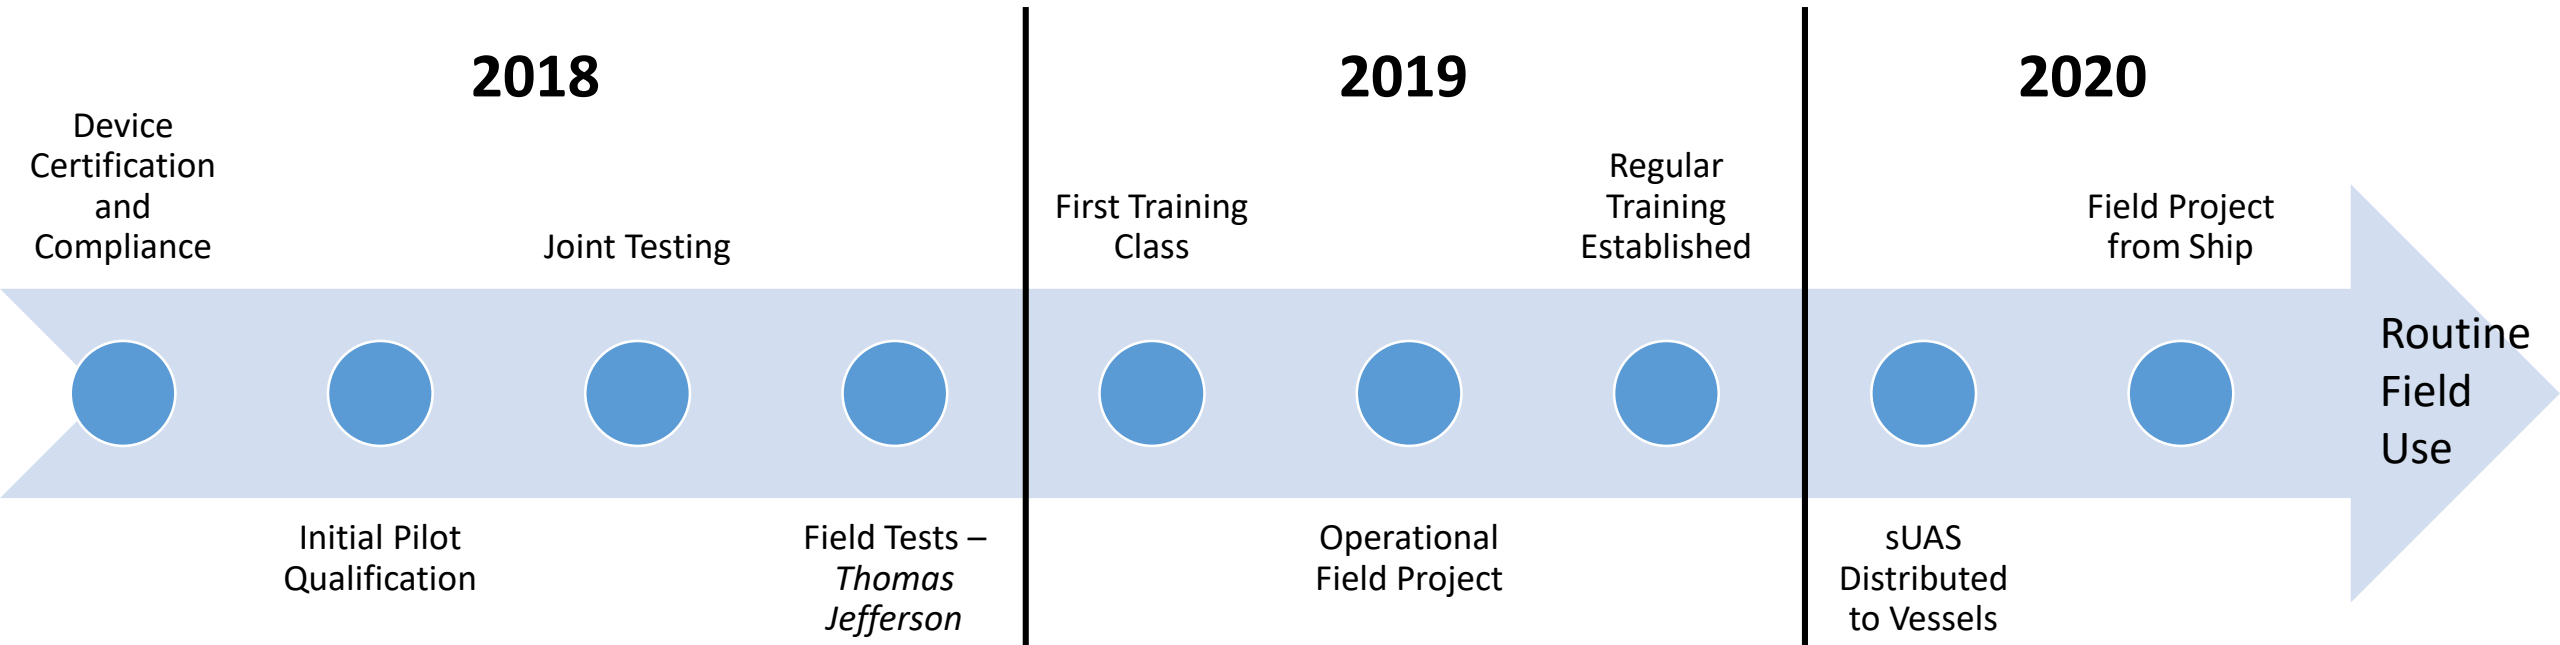 2018
2019
2020
Device
Certification
and
Compliance
Initial Pilot
Qualification
Joint Testing
Field Tests –
Thomas
Jefferson
First Training
Class
Operational
Field Project
Regular
Training
Established
sUAS
Distributed
to Vessels
Field Project
from Ship
Routine
Field
Use